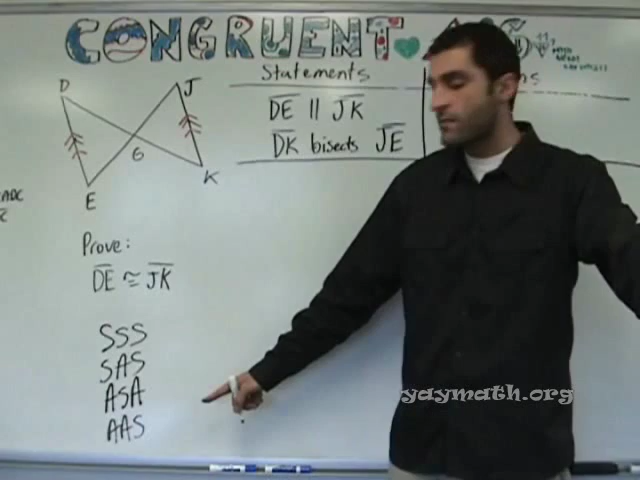 CONGRUENT
Statements
D
J
G
E
K
DE || JK
DK bisects JE
Prove:
DE ≅ JK
SSS
SAS
ASA
AAS
yaymath.org